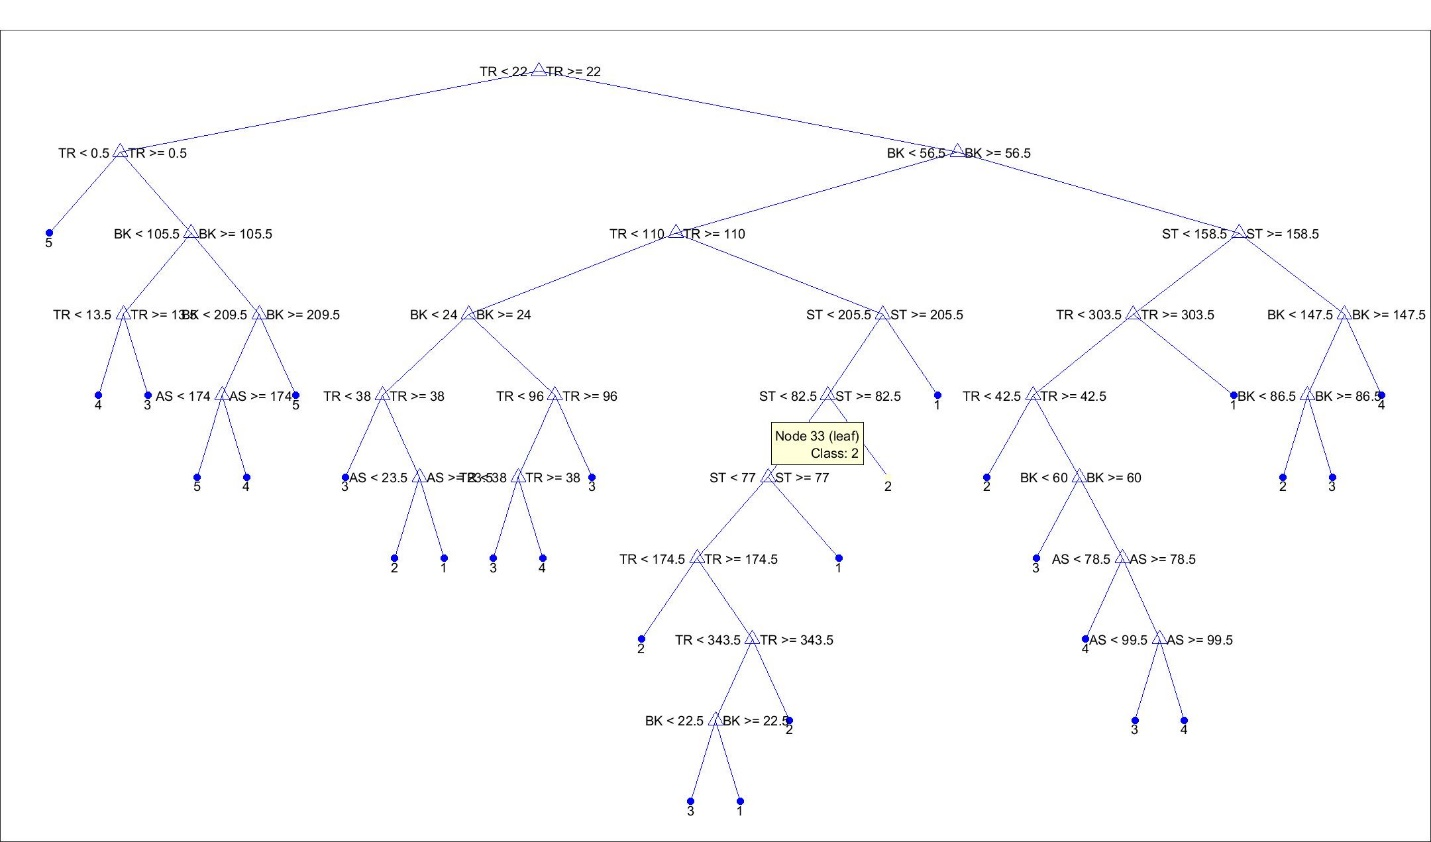 TR < 22 TR >= 22
TR < 0.5 TR >= 0.5 BK < 56.5 BK >= 56.5
5 BK < 105.5 BK >= 105.5 TR < 110 TR >= 110 ST < 158.5 ST >= 158.5
TR < 13.5 TR >= 13.5 BK < 209.5 BK >= 209.5 BK < 24 BK >= 24 ST < 205.5 ST >= 205.5 TR < 303.5 TR >= 303.5 BK < 147.5 BK >= 147.5
4 3 AS < 174 AS >= 174 5 TR < 38 TR >= 38 TR < 96 TR >= 96 ST < 82.5 ST >= 82.5 1 TR < 42.5 TR >= 42.5 1 BK < 86.5 BK >= 86.5 4
Node 33 (leaf)
Class: 2
5 4 3 AS < 23.5 AS >= 23.5 TR < 38 TR >= 38 3 ST < 77 ST >= 77 2 2 BK < 60 BK >= 60 2 3
2 1 3 4 TR < 174.5 TR >= 174.5 1 3 AS < 78.5 AS >= 78.5
2 TR < 343.5 TR >= 343.5 4 AS < 99.5 AS >= 99.5
BK < 22.5 BK >= 22.5 2 3 4
3 1